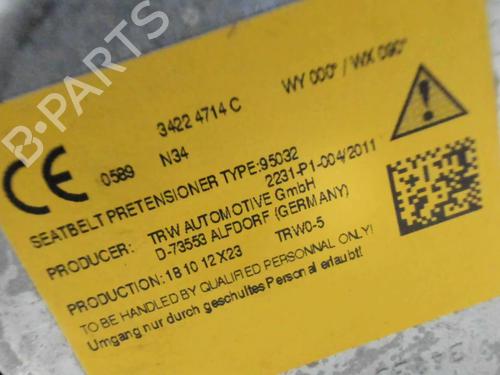 3422 4714 C
WY 000° / WX 090°
CE 0589 N34
SEATBELT PRETENSIONER TYPE:95032
2231-P1-004/2011
PRODUCER: TRW AUTOMOTIVE GmbH
D-73553 ALFDORF (GERMANY)
PRODUCTION:18 10 12 X23 TRW0-5
TO BE HANDLED BY QUALIFIED PERSONNAL ONLY!
Umgang nur durch geschultes Personal erlaubt!
B-PARTS